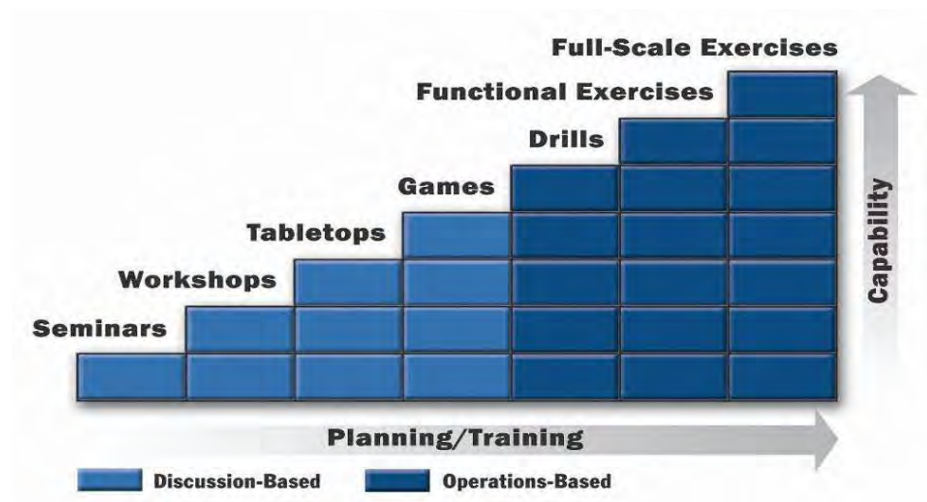 Full-Scale Exercises
Functional Exercises
Drills
Games
Tabletops
Workshops
Seminars
Capability
Planning/Training
Discussion-Based
Operations-Based